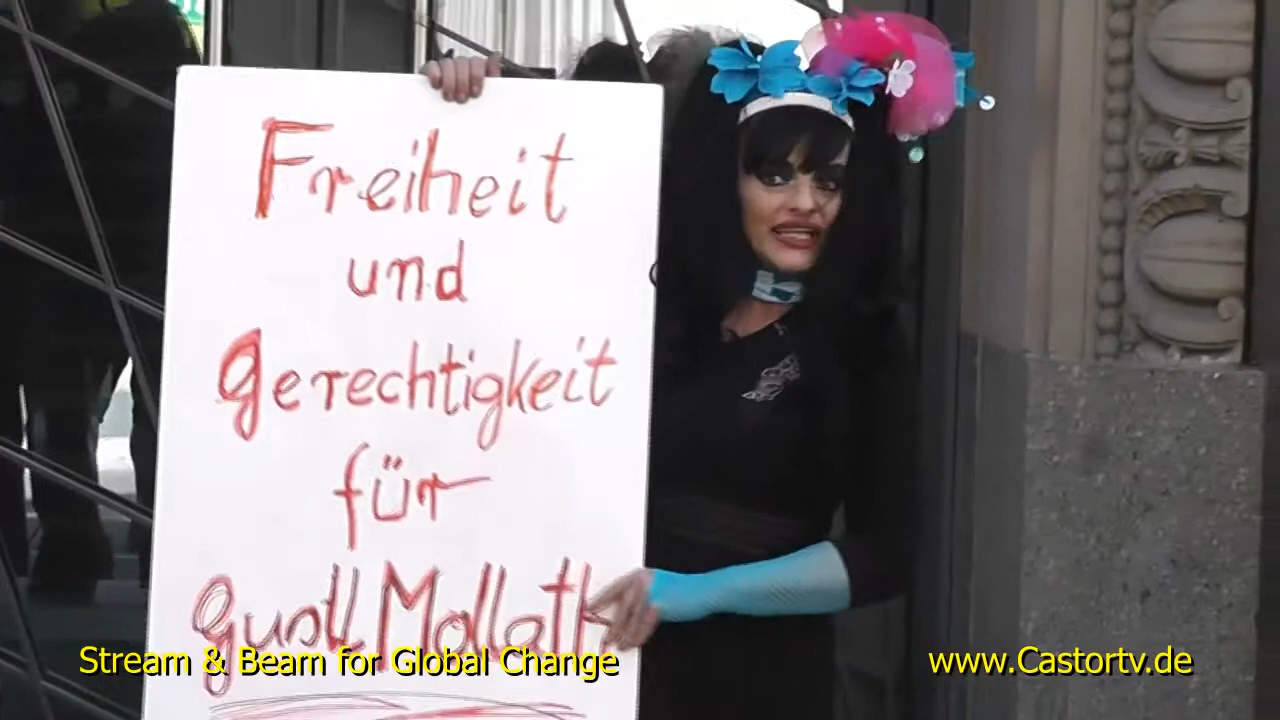 Freiheit
und
Gerechtigkeit
für
Gustl Mollath
Stream & Beam for Global Change
www.Castortv.de